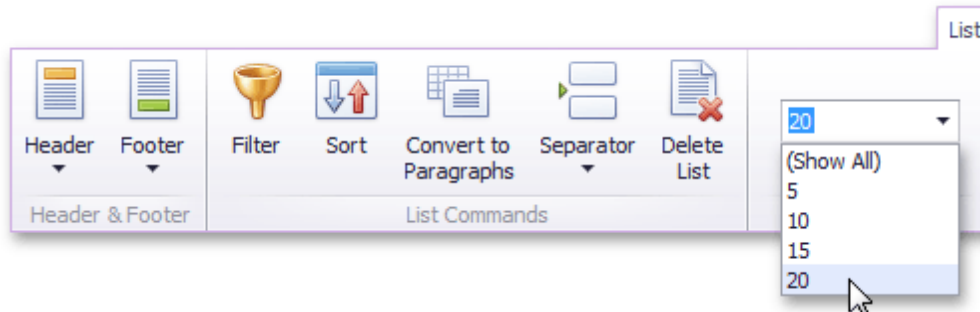 List
Header
Footer
Filter
Sort
Convert to
Paragraphs
Separator
Delete
List
Header & Footer
List Commands
20
(Show All)
5
10
15
20